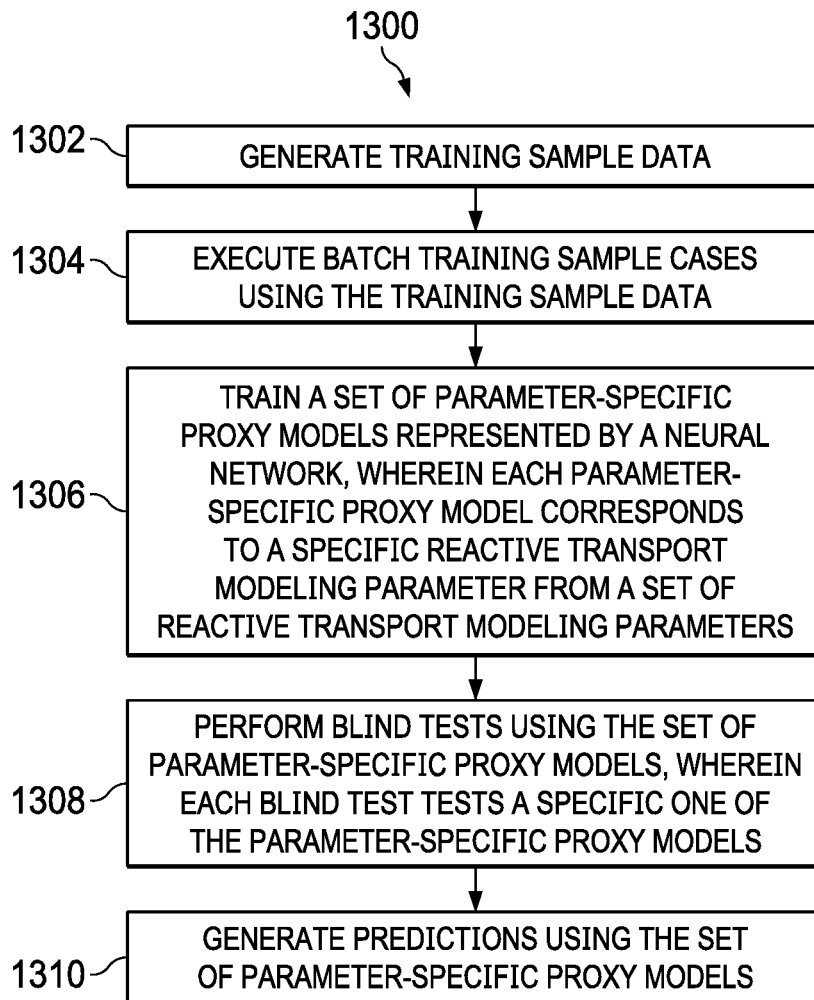 1300
1302
GENERATE TRAINING SAMPLE DATA
1304
EXECUTE BATCH TRAINING SAMPLE CASES
USING THE TRAINING SAMPLE DATA
1306
TRAIN A SET OF PARAMETER-SPECIFIC
PROXY MODELS REPRESENTED BY A NEURAL
NETWORK, WHEREIN EACH PARAMETER-
SPECIFIC PROXY MODEL CORRESPONDS
TO A SPECIFIC REACTIVE TRANSPORT
MODELING PARAMETER FROM A SET OF
REACTIVE TRANSPORT MODELING PARAMETERS
1308
PERFORM BLIND TESTS USING THE SET OF
PARAMETER-SPECIFIC PROXY MODELS, WHEREIN
EACH BLIND TEST TESTS A SPECIFIC ONE OF
THE PARAMETER-SPECIFIC PROXY MODELS
1310
GENERATE PREDICTIONS USING THE SET
OF PARAMETER-SPECIFIC PROXY MODELS